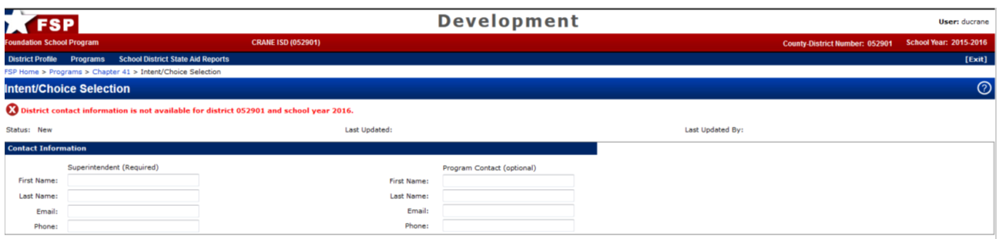 FSP
Development
User: ducrane
Foundation School Program
CRANE ISD (052901)
County-District Number: 052901
School Year: 2015-2016
District Profile Programs School District State Aid Reports
[Exit]
FSP Home > Programs > Chapter 41 > Intent/Choice Selection
Intent/Choice Selection
?
District contact information is not available for district 052901 and school year 2016.
Status: New
Last Updated:
Last Updated By:
Contact Information
Superintendent (Required)
First Name:
Last Name:
Email:
Phone:
Program Contact (optional)
First Name:
Last Name:
Email:
Phone: